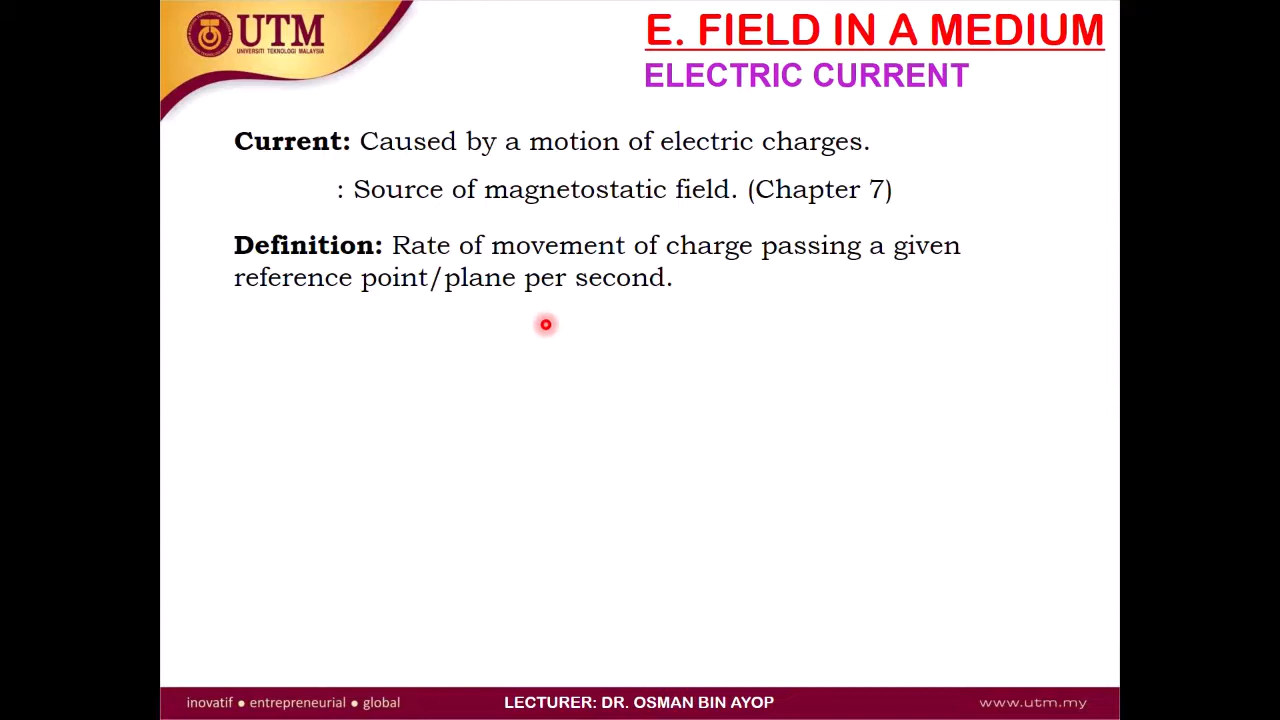 UTM
UNIVERSITI TEKNOLOGI MALAYSIA
E. FIELD IN A MEDIUM
ELECTRIC CURRENT
Current: Caused by a motion of electric charges.
: Source of magnetostatic field. (Chapter 7)
Definition: Rate of movement of charge passing a given
reference point/plane per second.
inovatif ● entrepreneurial ● global
LECTURER: DR. OSMAN BIN AYOP
www.utm.my